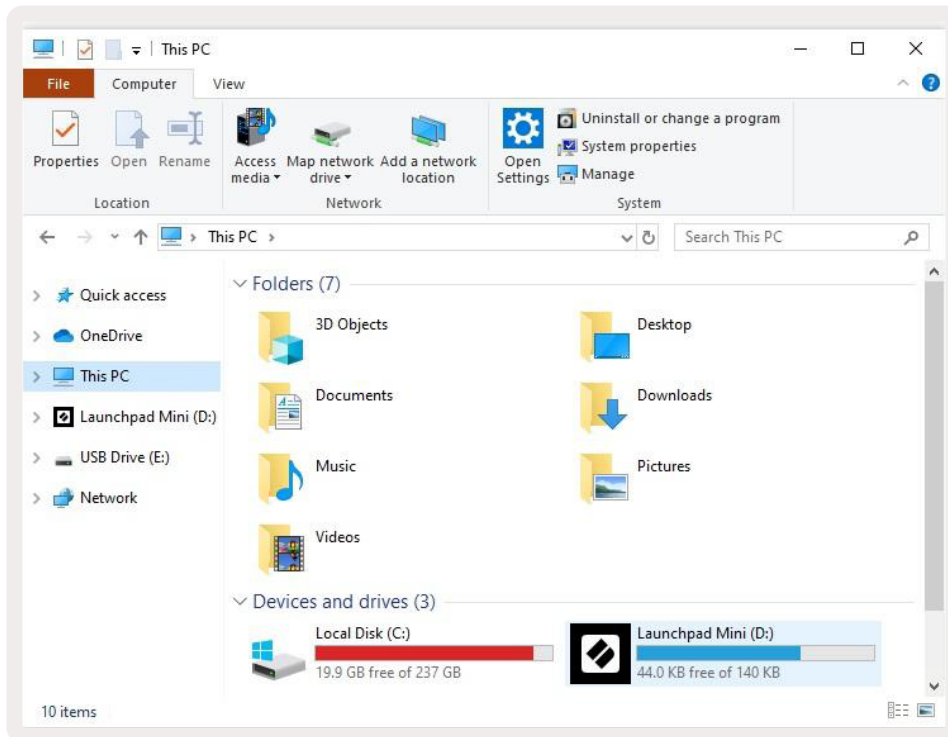 This PC
File Computer View
Properties Open Rename
Access media Map network drive Add a network location
Open Settings
Uninstall or change a program
System properties
Manage
Location Network System
This PC
Search This PC
Quick access
OneDrive
This PC
Launchpad Mini (D:)
USB Drive (E:)
Network
Folders (7)
3D Objects
Desktop
Documents
Downloads
Music
Pictures
Videos
Devices and drives (3)
Local Disk (C:)
19.9 GB free of 237 GB
Launchpad Mini (D:)
44.0 KB free of 140 KB
10 items